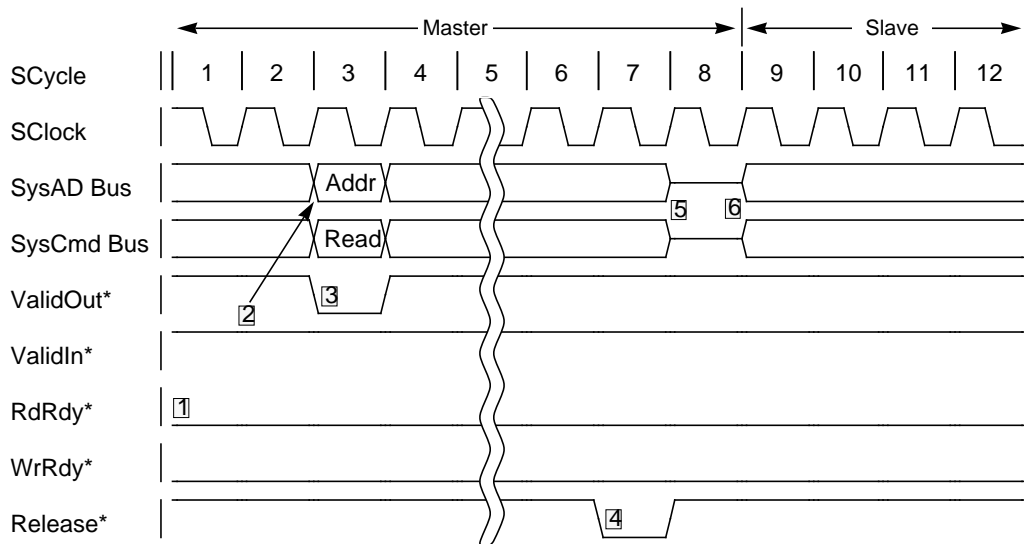 Master Slave
SCycle 1 2 3 4 5 6 7 8 9 10 11 12
SClock
SysAD Bus Addr
5 6
SysCmd Bus Read
ValidOut* 3
2
ValidIn*
RdRdy* 1
WrRdy*
Release* 4